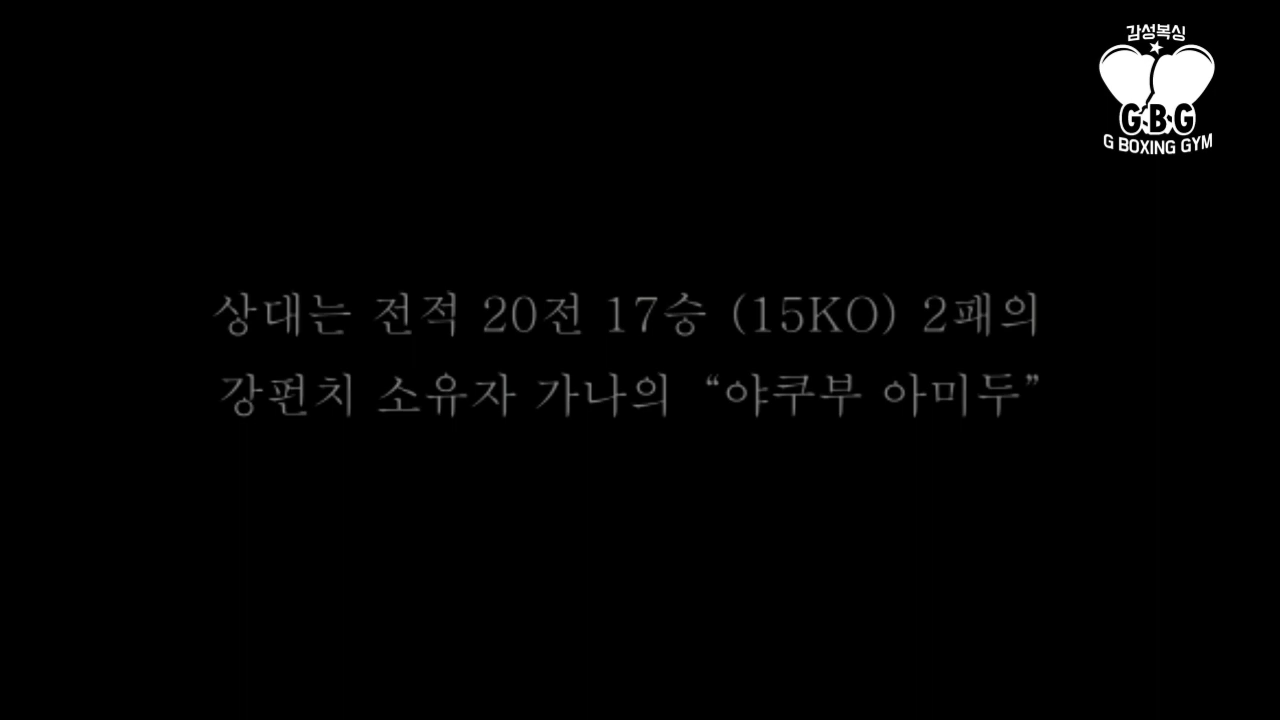 감성복싱
G·B·G
G BOXING GYM
상대는 전적 20전 17승 (15KO) 2패의
강펀치 소유자 가나의 “야쿠부 아미두”